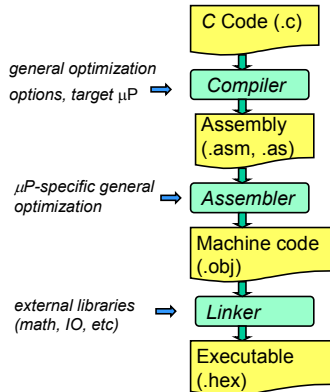 C Code (.c)
general optimization
options, target μP
Compiler
Assembly
(.asm, .as)
μP-specific general
optimization
Assembler
Machine code
(.obj)
external libraries
(math, IO, etc)
Linker
Executable
(.hex)